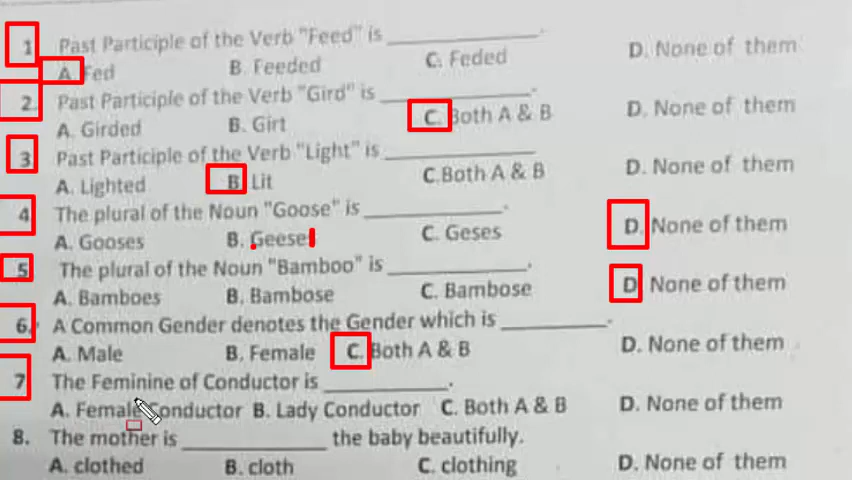 1 Past Participle of the Verb "Feed" is ____________.
A. Fed B. Feeded C. Feded D. None of them
2. Past Participle of the Verb "Gird" is ____________.
A. Girded B. Girt C. Both A & B D. None of them
3 Past Participle of the Verb "Light" is ____________
A. Lighted B. Lit C.Both A & B D. None of them
4 The plural of the Noun "Goose" is ____________.
A. Gooses B. Geese C. Geses D. None of them
5 The plural of the Noun "Bamboo" is ____________.
A. Bamboes B. Bambose C. Bambose D. None of them
6. A Common Gender denotes the Gender which is _________.
A. Male B. Female C. Both A & B D. None of them
7 The Feminine of Conductor is ___________.
A. Female Conductor B. Lady Conductor C. Both A & B D. None of them
8. The mother is ____________ the baby beautifully.
A. clothed B. cloth C. clothing D. None of them